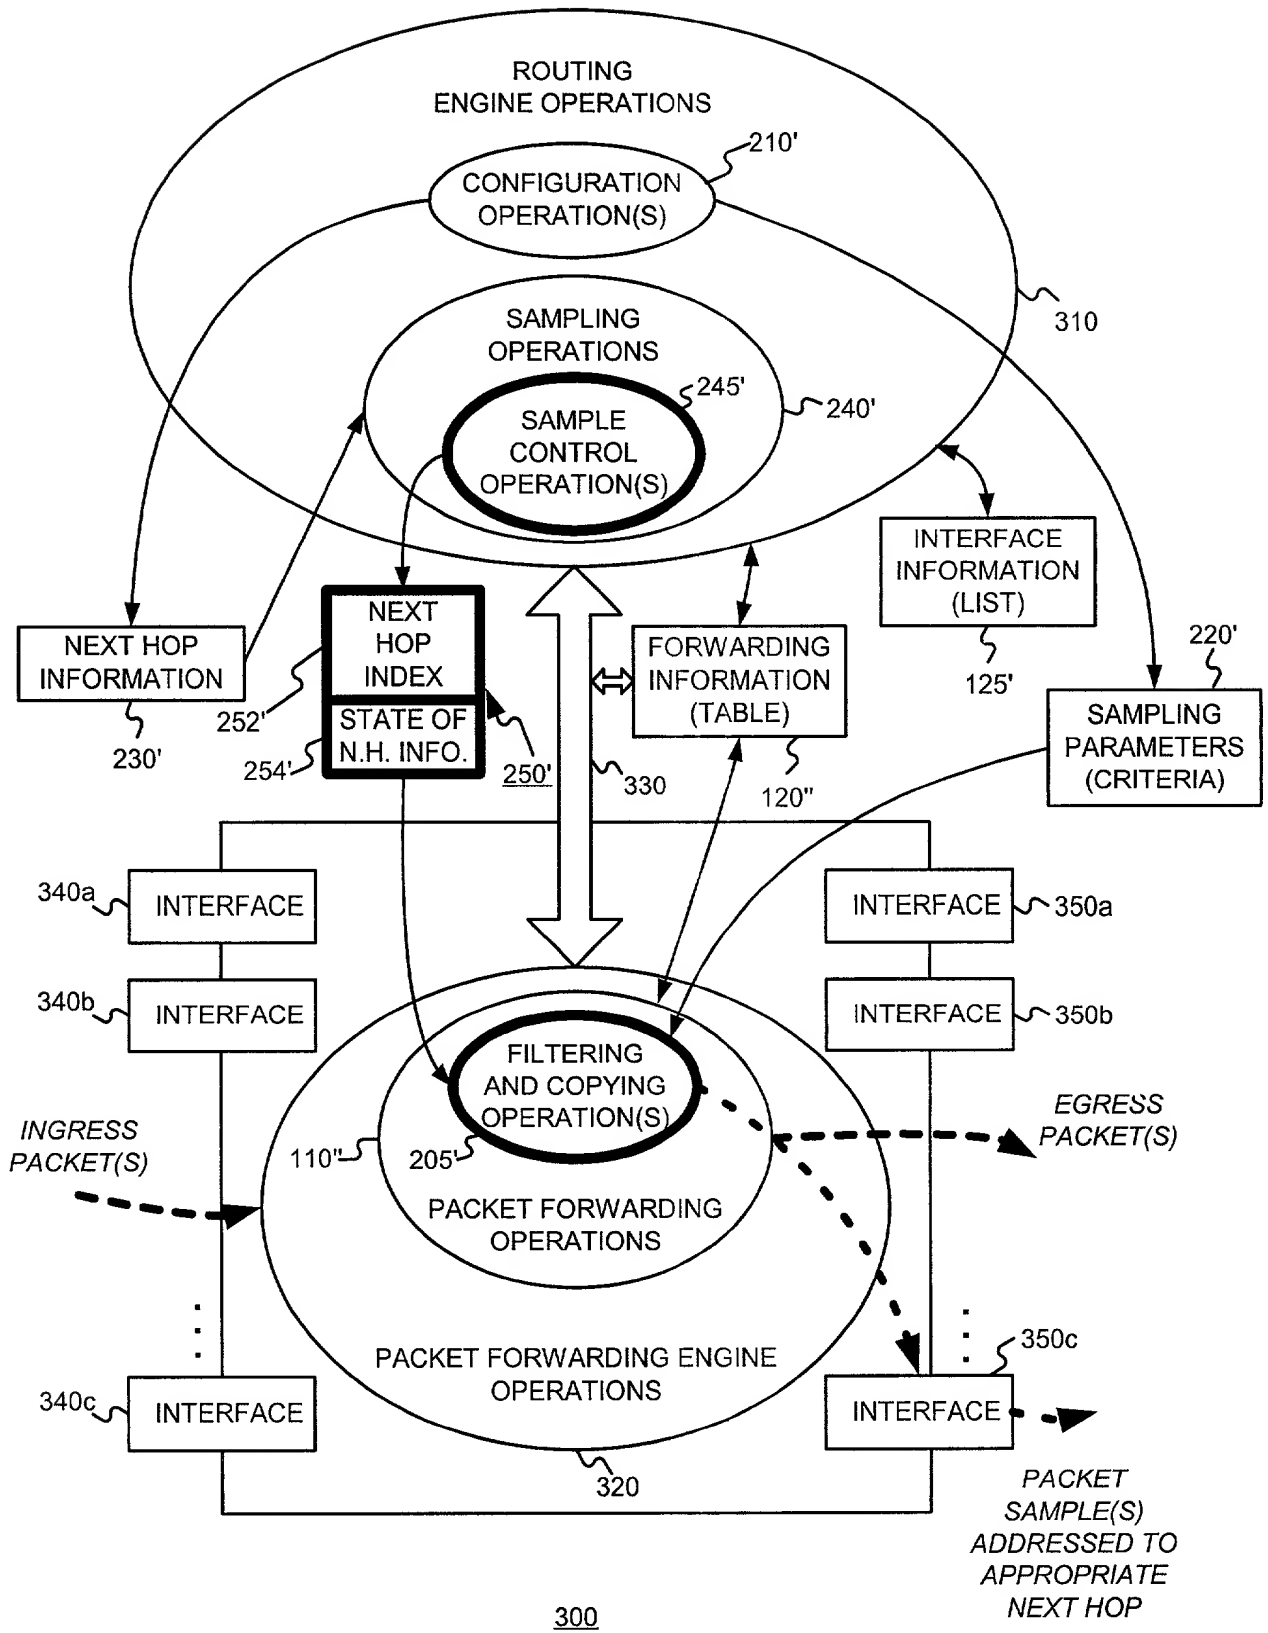 ROUTING
ENGINE OPERATIONS
210'
CONFIGURATION
OPERATION(S)
310
SAMPLING
OPERATIONS
245'
240'
SAMPLE
CONTROL
OPERATION(S)
INTERFACE
INFORMATION
(LIST)
125'
NEXT HOP
INFORMATION
230'
NEXT
HOP
INDEX
252'
STATE OF
N.H. INFO.
254'
250'
330
FORWARDING
INFORMATION
(TABLE)
120"
220'
SAMPLING
PARAMETERS
(CRITERIA)
340a
INTERFACE
INTERFACE
350a
340b
INTERFACE
INTERFACE
350b
FILTERING
AND COPYING
OPERATION(S)
INGRESS
PACKET(S)
EGRESS
PACKET(S)
110"
205'
PACKET FORWARDING
OPERATIONS
PACKET FORWARDING ENGINE
OPERATIONS
350c
340c
INTERFACE
INTERFACE
320
PACKET
SAMPLE(S)
ADDRESSED TO
APPROPRIATE
NEXT HOP
300